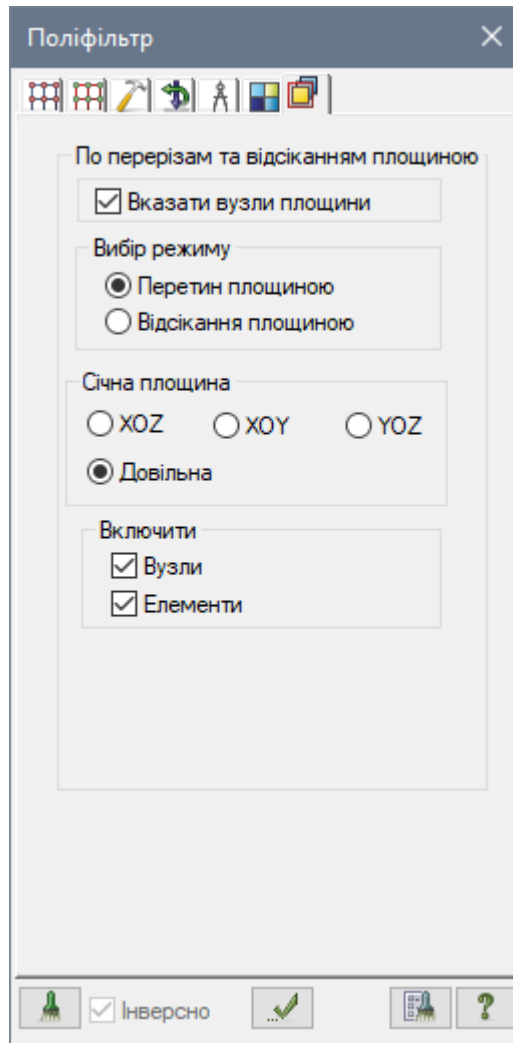 Поліфільтр
По перерізам та відсіканням площиною
Вказати вузли площини
Вибір режиму
Перетин площиною
Відсікання площиною
Січна площина
XOZ XOY YOZ
Довільна
Включити
Вузли
Елементи
Інверсно ?